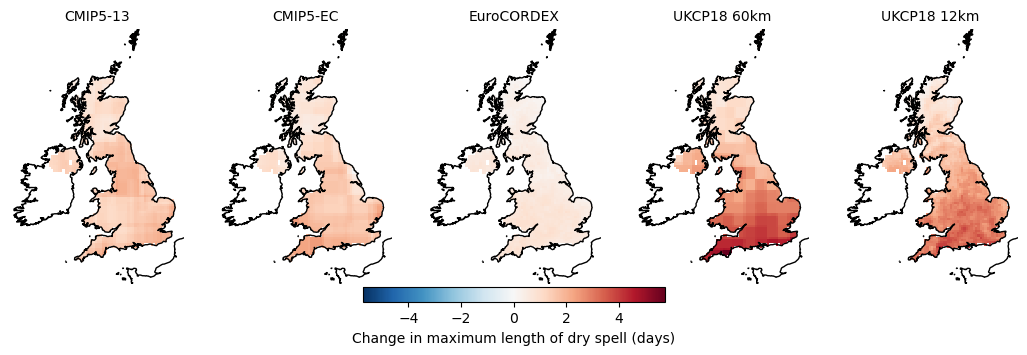 CMIP5-13 CMIP5-EC EuroCORDEX UKCP18 60km UKCP18 12km
−4 −2 0 2 4
Change in maximum length of dry spell (days)